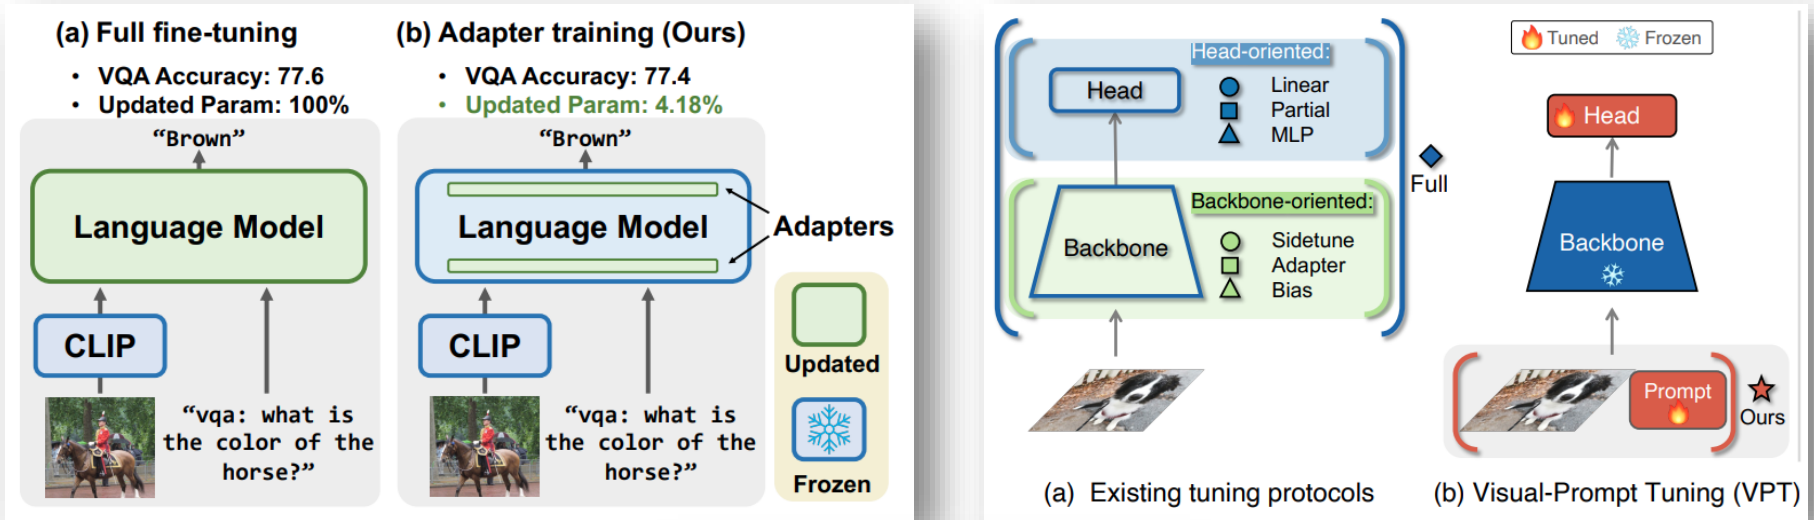 (a) Full fine-tuning
• VQA Accuracy: 77.6
• Updated Param: 100%
“Brown”
Language Model
CLIP
“vqa: what is
the color of the
horse?”
(b) Adapter training (Ours)
• VQA Accuracy: 77.4
• Updated Param: 4.18%
“Brown”
Language Model
Adapters
CLIP
“vqa: what is
the color of the
horse?”
Updated
Frozen
Head
Head-oriented:
Linear
Partial
MLP
Full
Backbone
Backbone-oriented:
Sidetune
Adapter
Bias
(a) Existing tuning protocols
Tuned Frozen
Head
Backbone
Prompt
Ours
(b) Visual-Prompt Tuning (VPT)